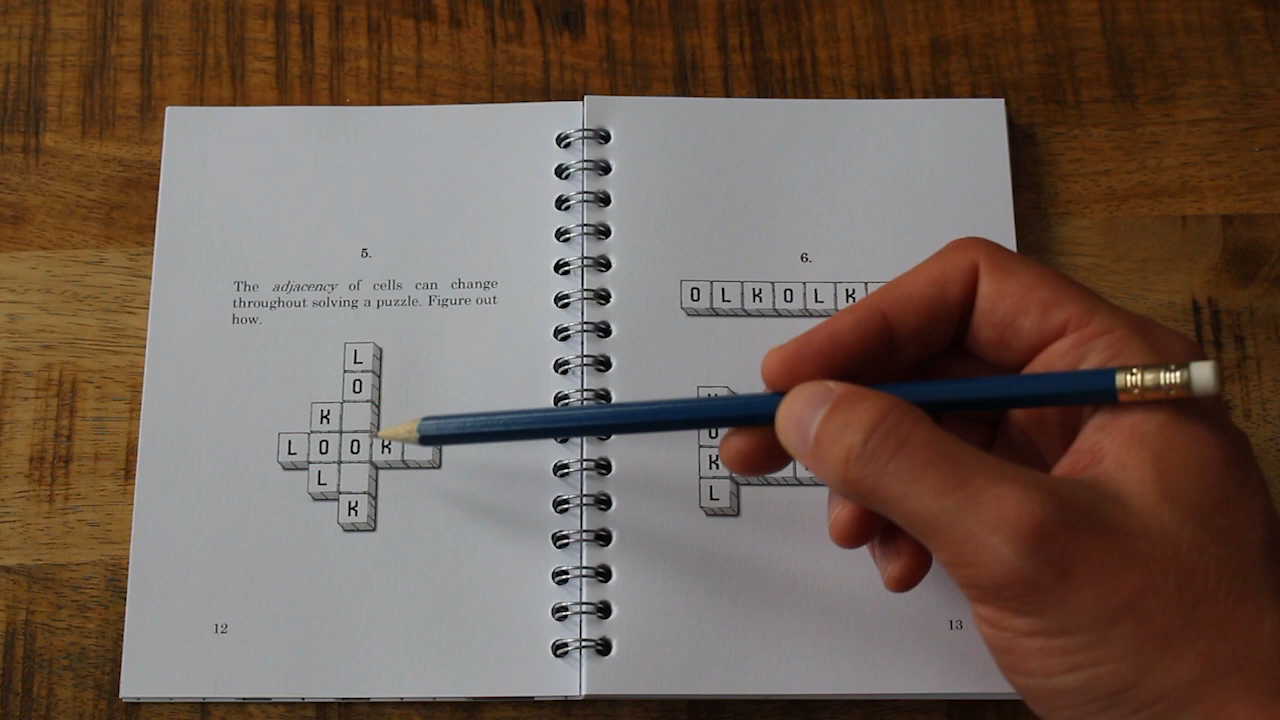 5.
The adjacency of cells can change
throughout solving a puzzle. Figure out
how.
L
O
K
L O O K
L
K
12
6.
O L K O L K
K
L
13